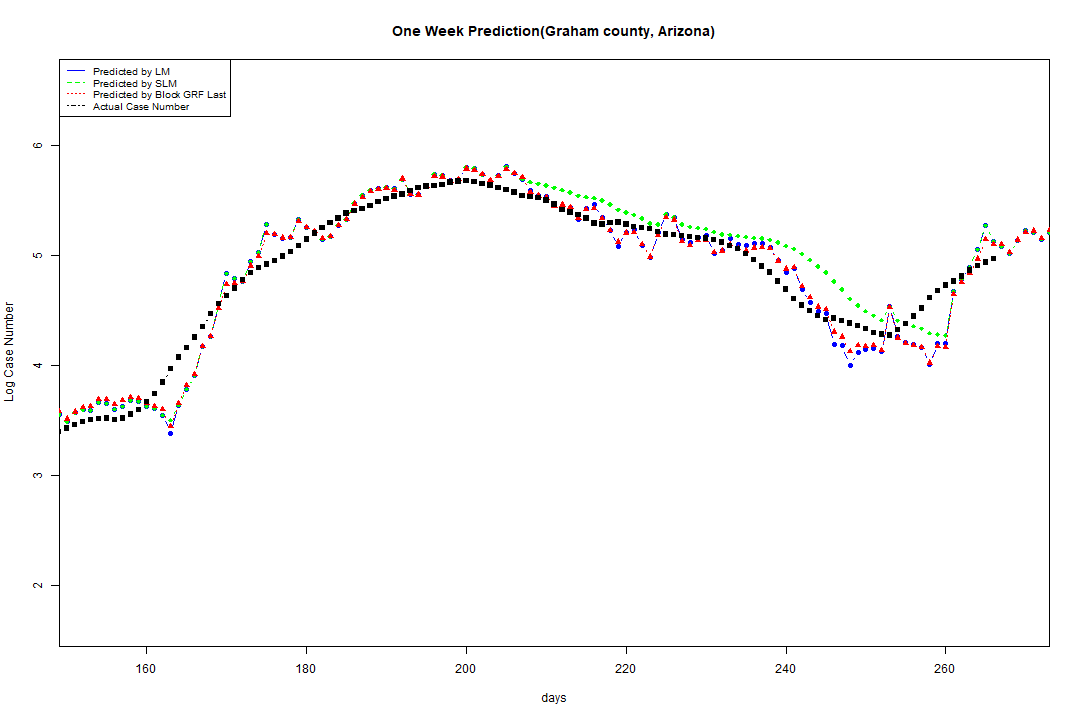 One Week Prediction(Graham county, Arizona)
Predicted by LM
Predicted by SLM
Predicted by Block GRF Last
Actual Case Number
6
5
4
3
2
Log Case Number
160 180 200 220 240 260
days